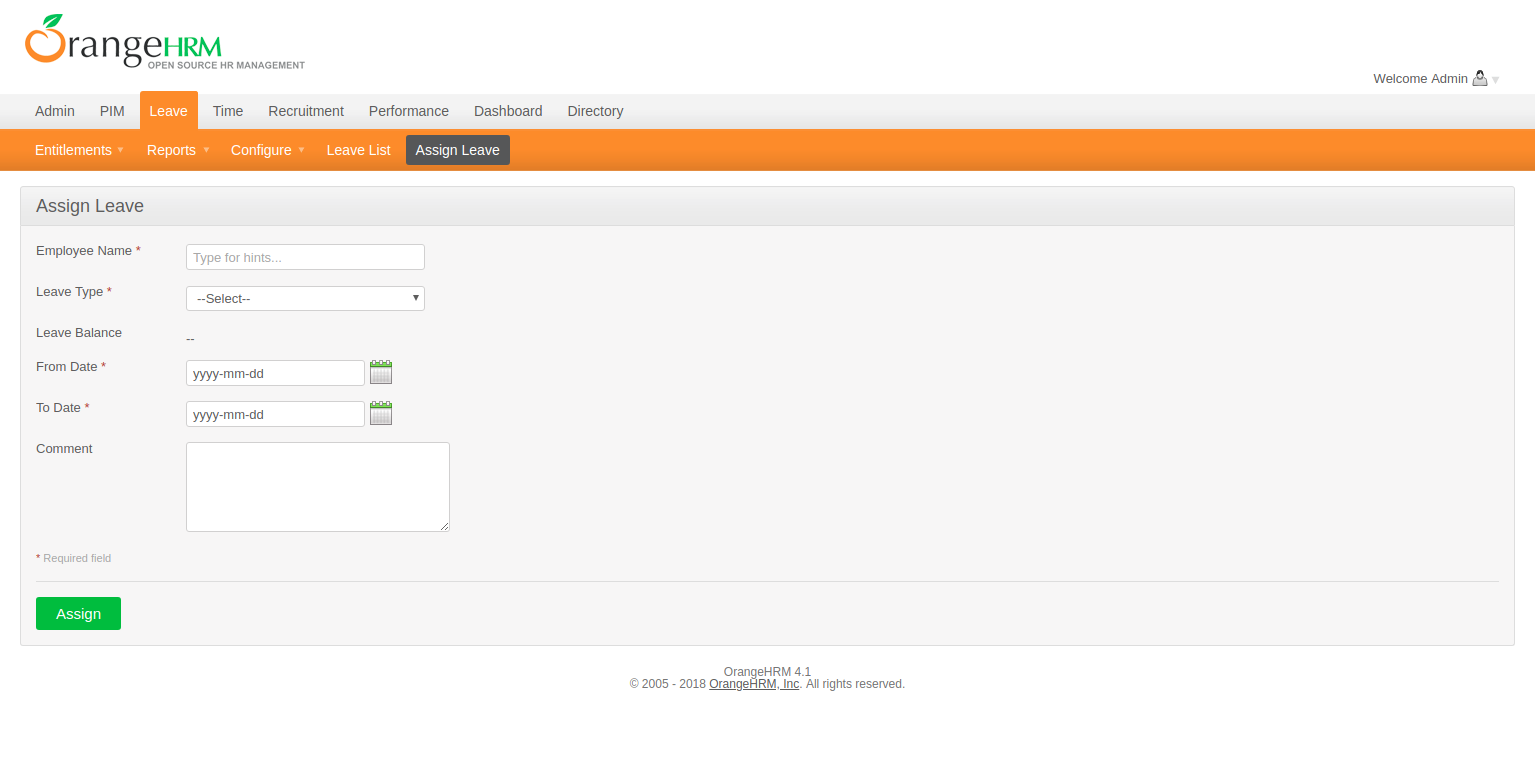 OrangeHRM
OPEN SOURCE HR MANAGEMENT
Welcome Admin
Admin PIM Leave Time Recruitment Performance Dashboard Directory
Entitlements Reports Configure Leave List Assign Leave
Assign Leave
Employee Name * Type for hints...
Leave Type * --Select--
Leave Balance --
From Date * yyyy-mm-dd
To Date * yyyy-mm-dd
Comment
* Required field
Assign
OrangeHRM 4.1
© 2005 - 2018 OrangeHRM, Inc. All rights reserved.